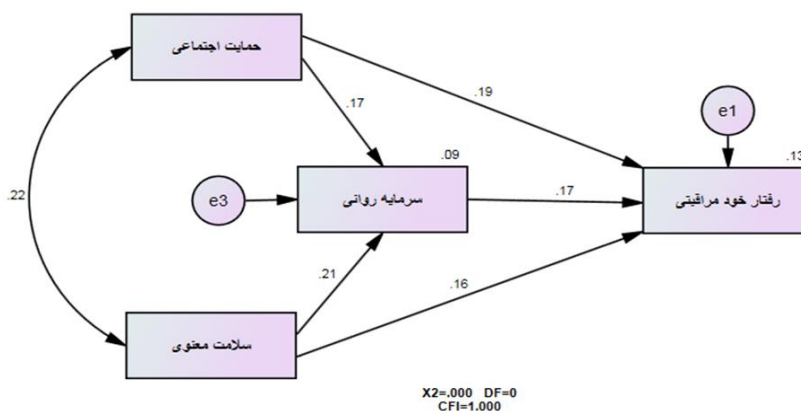 حمایت اجتماعی
.17
.19
e1
.22
.09
.13
e3
سرمایه روانی
.17
رفتار خود مراقبتی
.21
.16
سلامت معنوی
X2=.000 DF=0
CFI=1.000